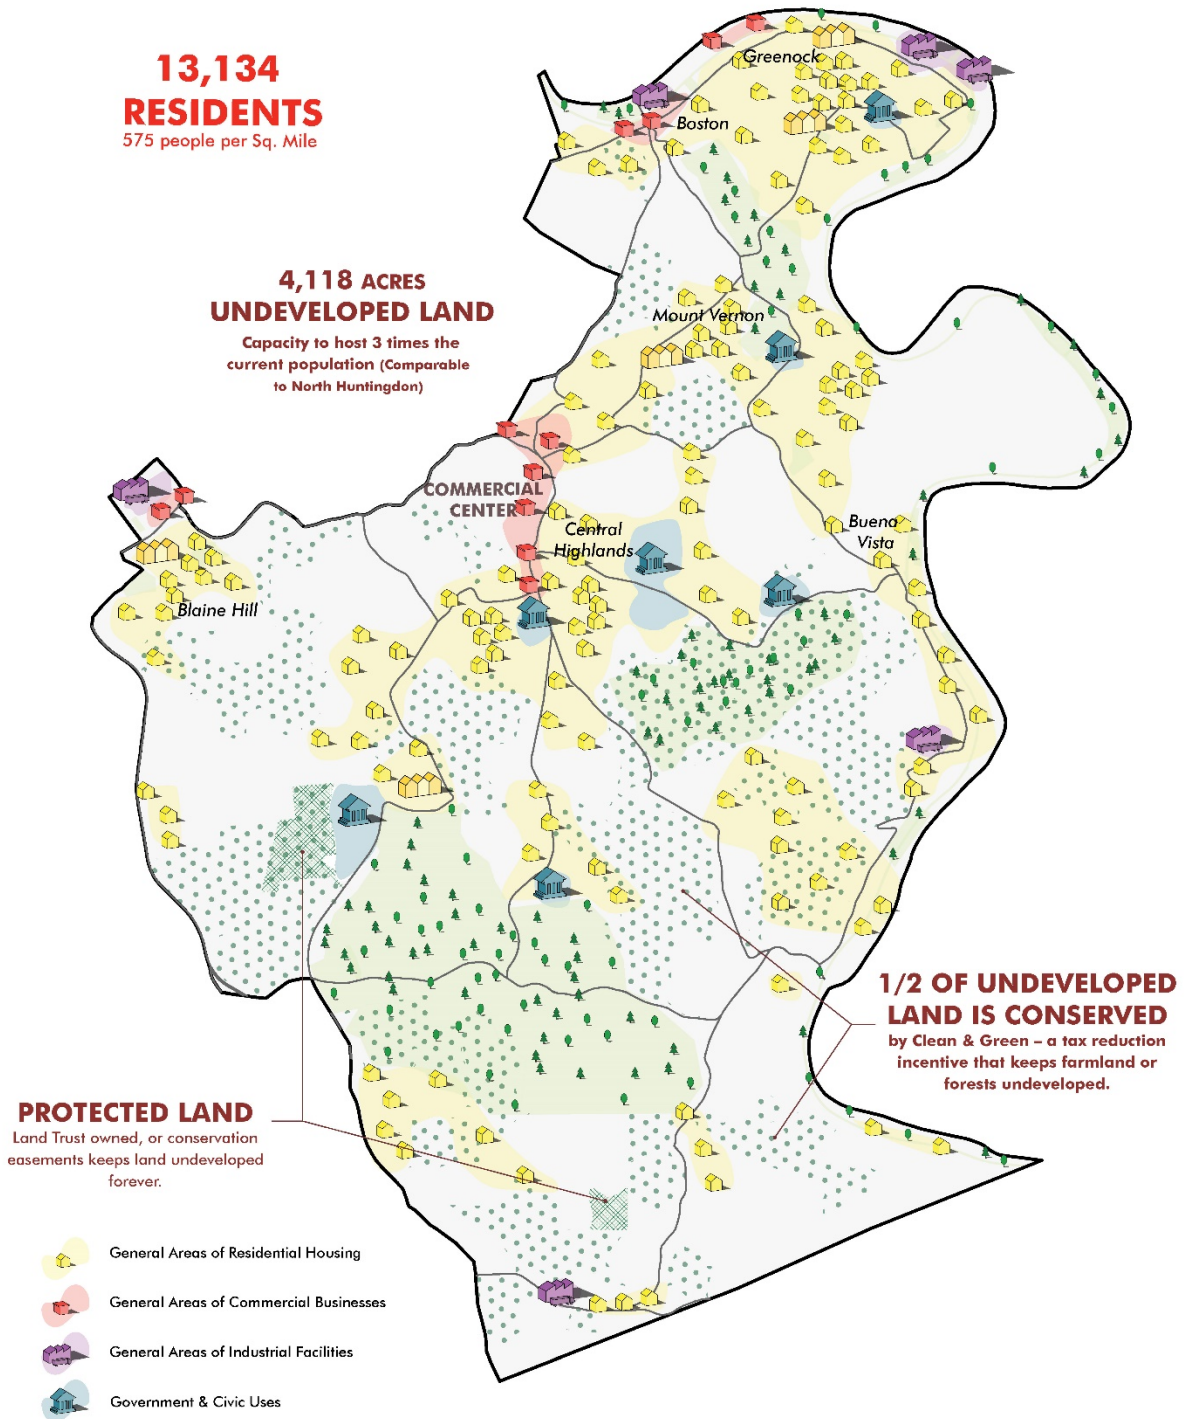 13,134
RESIDENTS
575 people per Sq. Mile
Greenock
Boston
4,118 ACRES
UNDEVELOPED LAND
Capacity to host 3 times the
current population (Comparable
to North Huntingdon)
Mount Vernon
COMMERCIAL
CENTER
Central
Highlands
Buena
Vista
Blaine Hill
1/2 OF UNDEVELOPED
LAND IS CONSERVED
by Clean & Green – a tax reduction
incentive that keeps farmland or
forests undeveloped.
PROTECTED LAND
Land Trust owned, or conservation
easements keeps land undeveloped
forever.
General Areas of Residential Housing
General Areas of Commercial Businesses
General Areas of Industrial Facilities
Government & Civic Uses